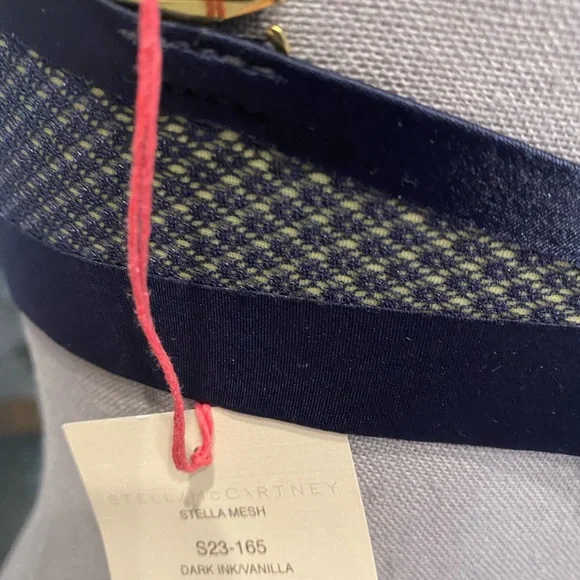 STELLA McCARTNEY
STELLA MESH
S23-165
DARK INK/VANILLA